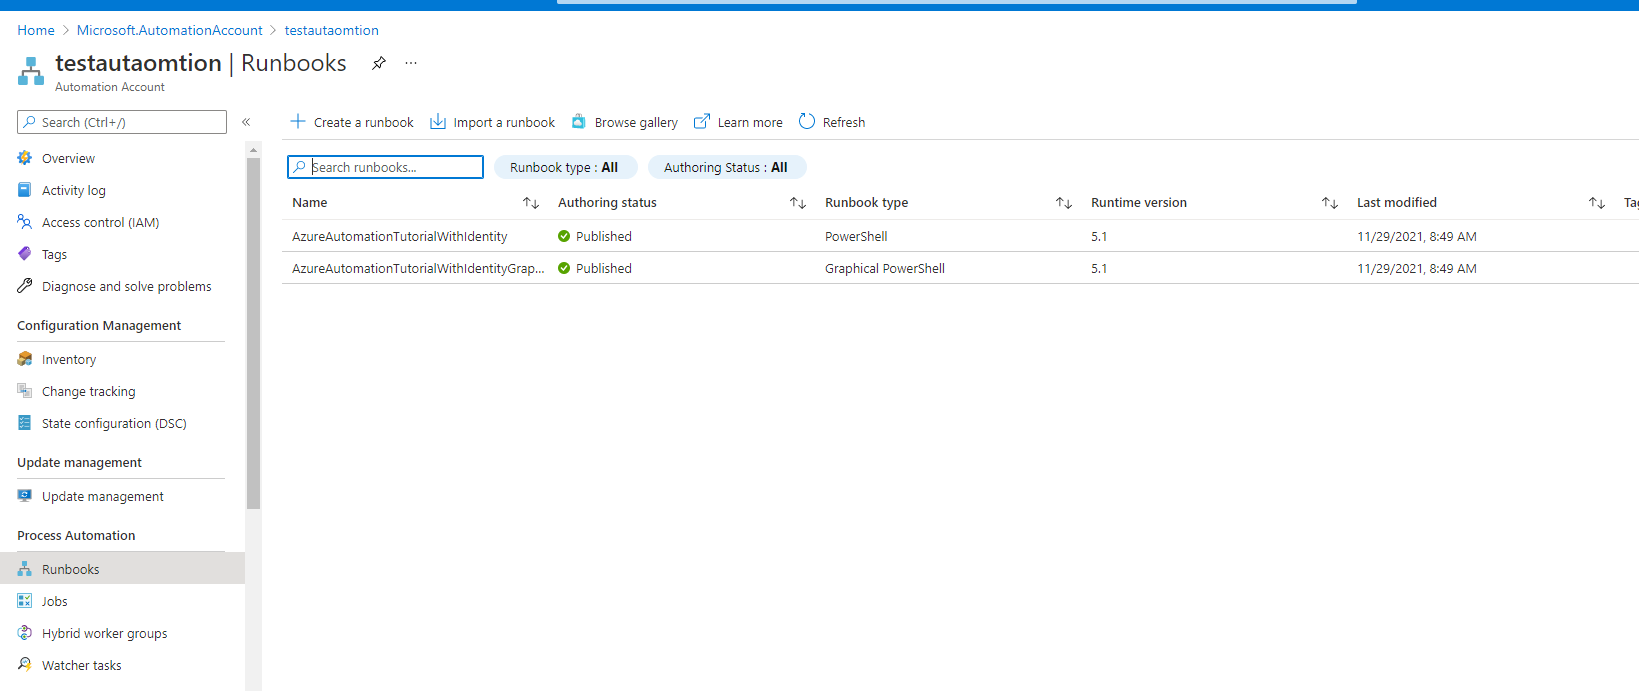 Home > Microsoft.AutomationAccount > testautaomtion
testautaomtion | Runbooks ...
Automation Account
Search (Ctrl+/) «
Overview
Activity log
Access control (IAM)
Tags
Diagnose and solve problems
Configuration Management
Inventory
Change tracking
State configuration (DSC)
Update management
Update management
Process Automation
Runbooks
Jobs
Hybrid worker groups
Watcher tasks
Create a runbook Import a runbook Browse gallery Learn more Refresh
Search runbooks... Runbook type : All Authoring Status : All
Name Authoring status Runbook type Runtime version Last modified Tag
AzureAutomationTutorialWithIdentity Published PowerShell 5.1 11/29/2021, 8:49 AM
AzureAutomationTutorialWithIdentityGrap... Published Graphical PowerShell 5.1 11/29/2021, 8:49 AM